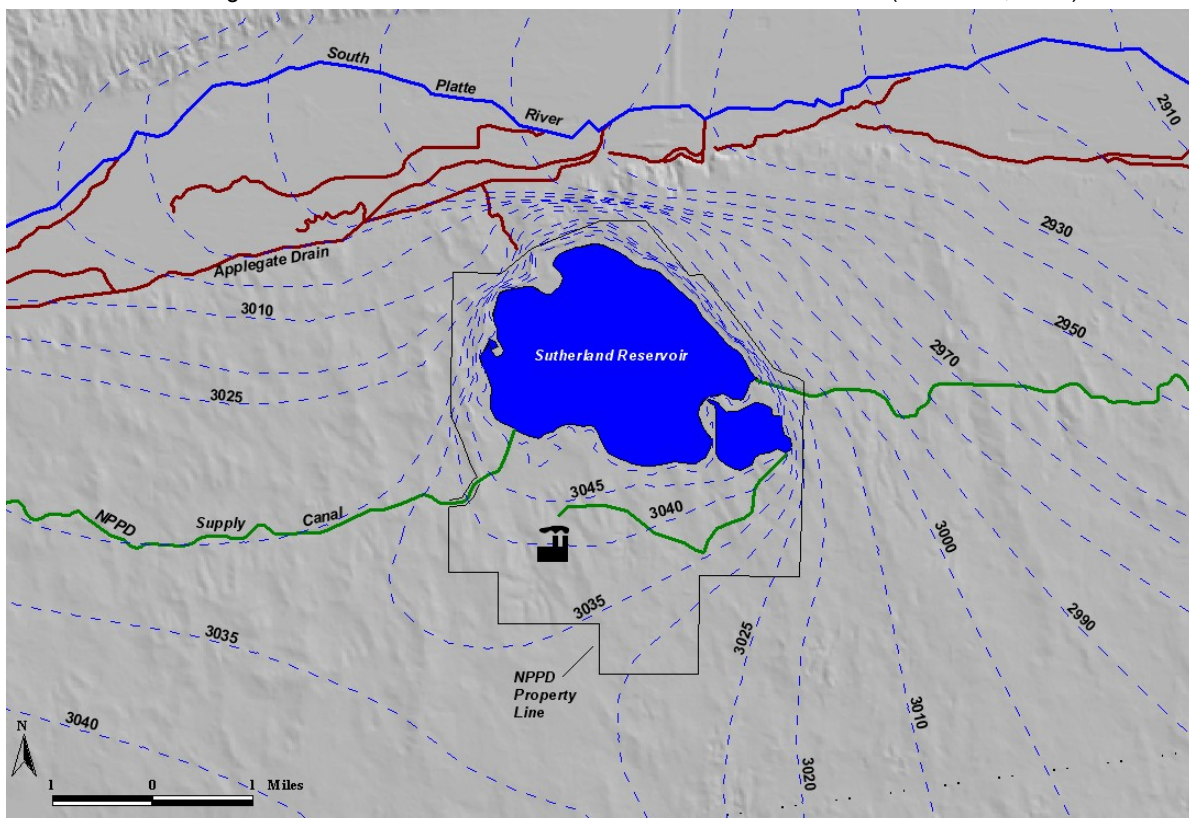 South
Platte
River
2910
Applegate Drain
2930
3010
2950
Sutherland Reservoir
2970
3025
3045
3040
NPPD
Supply
Canal
3000
3035
2990
3035
3025
NPPD
Property
Line
3040
3010
3020
N
1 0 1 Miles